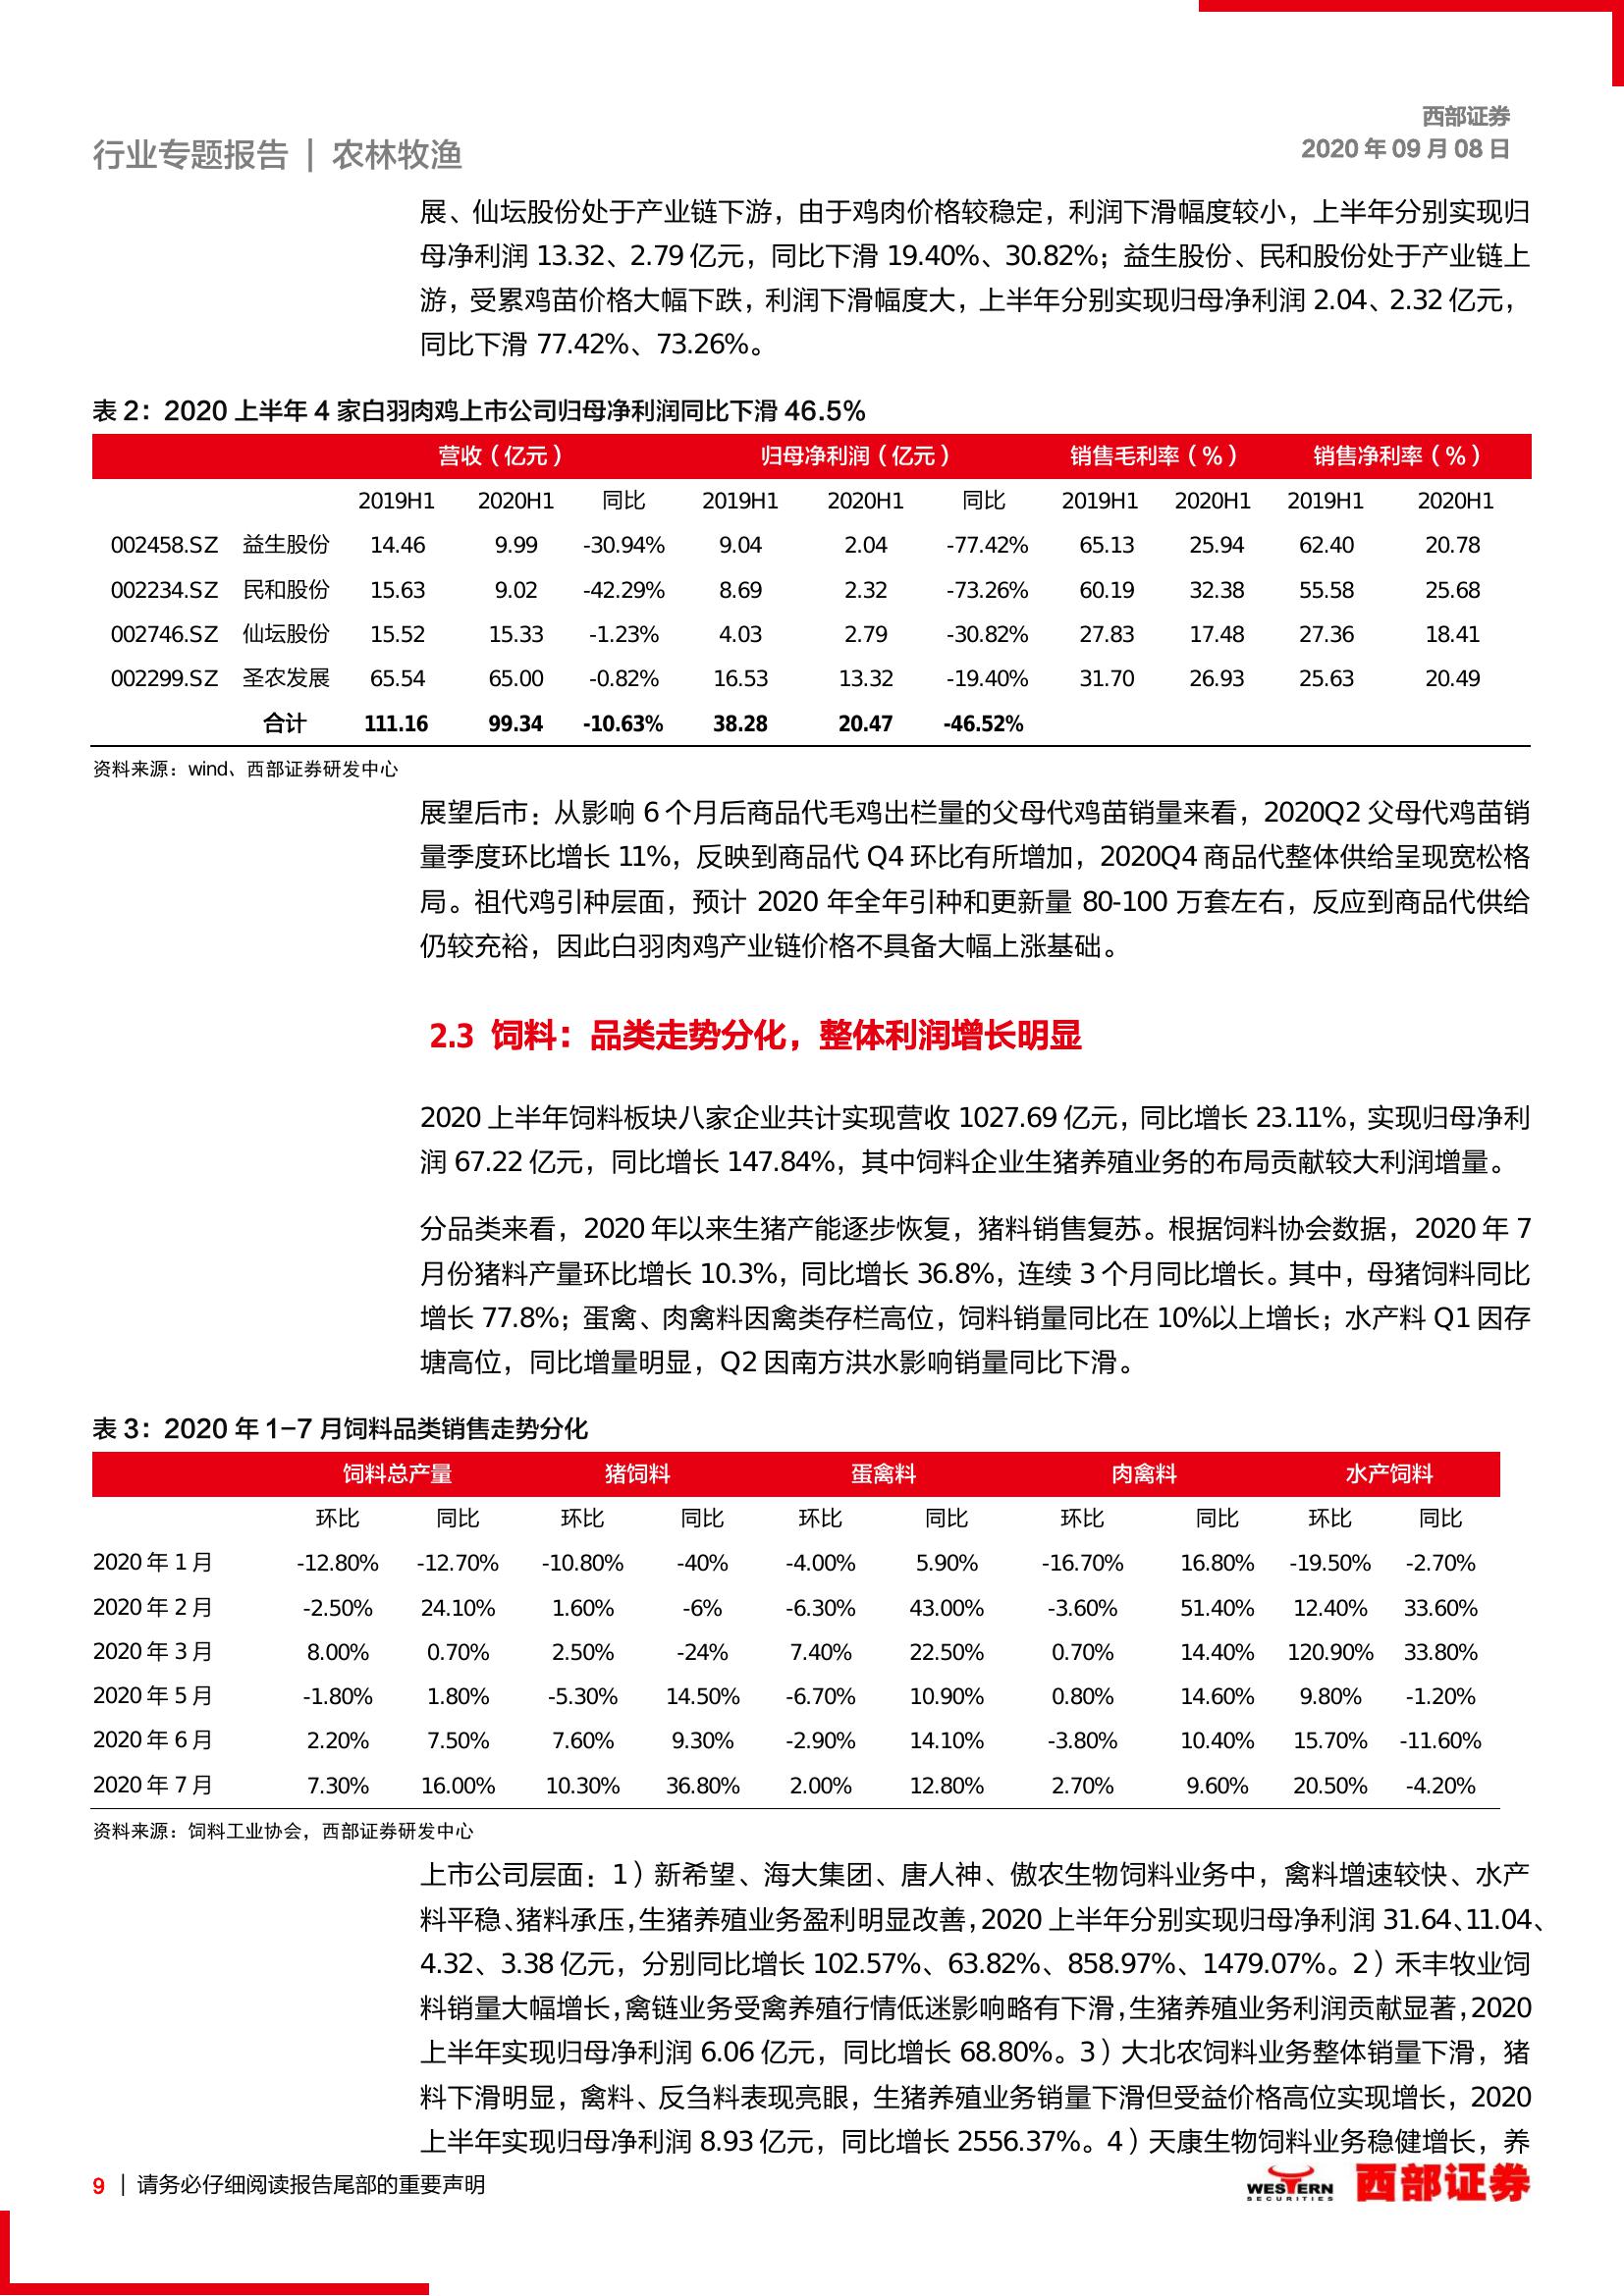 西部证券
行业专题报告 | 农林牧渔
2020 年 09 月 08 日
展、仙坛股份处于产业链下游，由于鸡肉价格较稳定，利润下滑幅度较小，上半年分别实现归
母净利润 13.32、2.79 亿元，同比下滑 19.40%、30.82%；益生股份、民和股份处于产业链上
游，受累鸡苗价格大幅下跌，利润下滑幅度大，上半年分别实现归母净利润 2.04、2.32 亿元，
同比下滑 77.42%、73.26%。
表 2：2020 上半年 4 家白羽肉鸡上市公司归母净利润同比下滑 46.5%
营收（亿元） 归母净利润（亿元） 销售毛利率（%） 销售净利率（%）
2019H1 2020H1 同比 2019H1 2020H1 同比 2019H1 2020H1 2019H1 2020H1
002458.SZ 益生股份 14.46 9.99 -30.94% 9.04 2.04 -77.42% 65.13 25.94 62.40 20.78
002234.SZ 民和股份 15.63 9.02 -42.29% 8.69 2.32 -73.26% 60.19 32.38 55.58 25.68
002746.SZ 仙坛股份 15.52 15.33 -1.23% 4.03 2.79 -30.82% 27.83 17.48 27.36 18.41
002299.SZ 圣农发展 65.54 65.00 -0.82% 16.53 13.32 -19.40% 31.70 26.93 25.63 20.49
合计 111.16 99.34 -10.63% 38.28 20.47 -46.52%
资料来源：wind、西部证券研发中心
展望后市：从影响 6 个月后商品代毛鸡出栏量的父母代鸡苗销量来看，2020Q2 父母代鸡苗销
量季度环比增长 11%，反映到商品代 Q4 环比有所增加，2020Q4 商品代整体供给呈现宽松格
局。祖代鸡引种层面，预计 2020 年全年引种和更新量 80-100 万套左右，反应到商品代供给
仍较充裕，因此白羽肉鸡产业链价格不具备大幅上涨基础。
2.3 饲料：品类走势分化，整体利润增长明显
2020 上半年饲料板块八家企业共计实现营收 1027.69 亿元，同比增长 23.11%，实现归母净利
润 67.22 亿元，同比增长 147.84%，其中饲料企业生猪养殖业务的布局贡献较大利润增量。
分品类来看，2020 年以来生猪产能逐步恢复，猪料销售复苏。根据饲料协会数据，2020 年 7
月份猪料产量环比增长 10.3%，同比增长 36.8%，连续 3 个月同比增长。其中，母猪饲料同比
增长 77.8%；蛋禽、肉禽料因禽类存栏高位，饲料销量同比在 10%以上增长；水产料 Q1 因存
塘高位，同比增量明显，Q2 因南方洪水影响销量同比下滑。
表 3：2020 年 1–7 月饲料品类销售走势分化
饲料总产量 猪饲料 蛋禽料 肉禽料 水产饲料
环比 同比 环比 同比 环比 同比 环比 同比 环比 同比
2020 年 1 月 -12.80% -12.70% -10.80% -40% -4.00% 5.90% -16.70% 16.80% -19.50% -2.70%
2020 年 2 月 -2.50% 24.10% 1.60% -6% -6.30% 43.00% -3.60% 51.40% 12.40% 33.60%
2020 年 3 月 8.00% 0.70% 2.50% -24% 7.40% 22.50% 0.70% 14.40% 120.90% 33.80%
2020 年 5 月 -1.80% 1.80% -5.30% 14.50% -6.70% 10.90% 0.80% 14.60% 9.80% -1.20%
2020 年 6 月 2.20% 7.50% 7.60% 9.30% -2.90% 14.10% -3.80% 10.40% 15.70% -11.60%
2020 年 7 月 7.30% 16.00% 10.30% 36.80% 2.00% 12.80% 2.70% 9.60% 20.50% -4.20%
资料来源：饲料工业协会，西部证券研发中心
上市公司层面：1）新希望、海大集团、唐人神、傲农生物饲料业务中，禽料增速较快、水产
料平稳、猪料承压，生猪养殖业务盈利明显改善，2020 上半年分别实现归母净利润 31.64、11.04、
4.32、3.38 亿元，分别同比增长 102.57%、63.82%、858.97%、1479.07%。2）禾丰牧业饲
料销量大幅增长，禽链业务受禽养殖行情低迷影响略有下滑，生猪养殖业务利润贡献显著，2020
上半年实现归母净利润 6.06 亿元，同比增长 68.80%。3）大北农饲料业务整体销量下滑，猪
料下滑明显，禽料、反刍料表现亮眼，生猪养殖业务销量下滑但受益价格高位实现增长，2020
上半年实现归母净利润 8.93 亿元，同比增长 2556.37%。4）天康生物饲料业务稳健增长，养
9 | 请务必仔细阅读报告尾部的重要声明
WESTERN
SECURITIES
西部证券